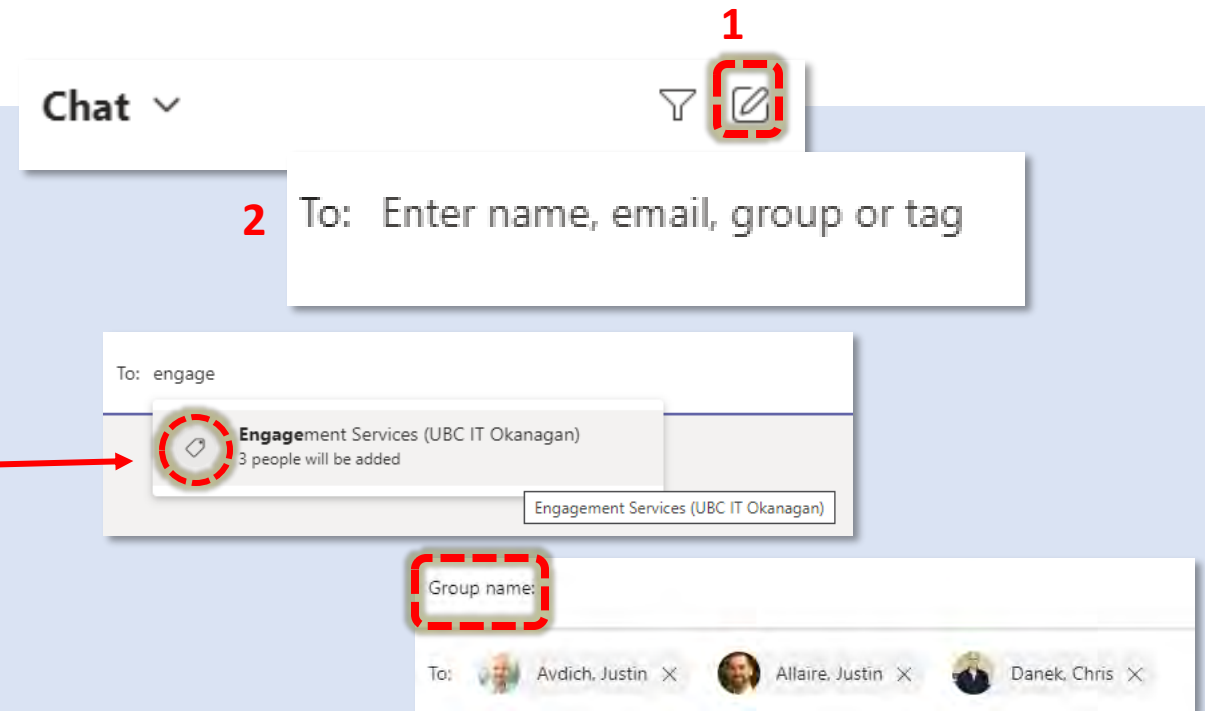 1
Chat
2 To: Enter name, email, group or tag
To: engage
Engagement Services (UBC IT Okanagan)
3 people will be added
Engagement Services (UBC IT Okanagan)
Group name:
To: Avdich, Justin Allaire, Justin Danek, Chris